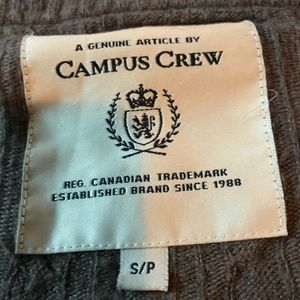 A GENUINE ARTICLE BY
CAMPUS CREW
REG. CANADIAN TRADEMARK
ESTABLISHED BRAND SINCE 1988
S/P